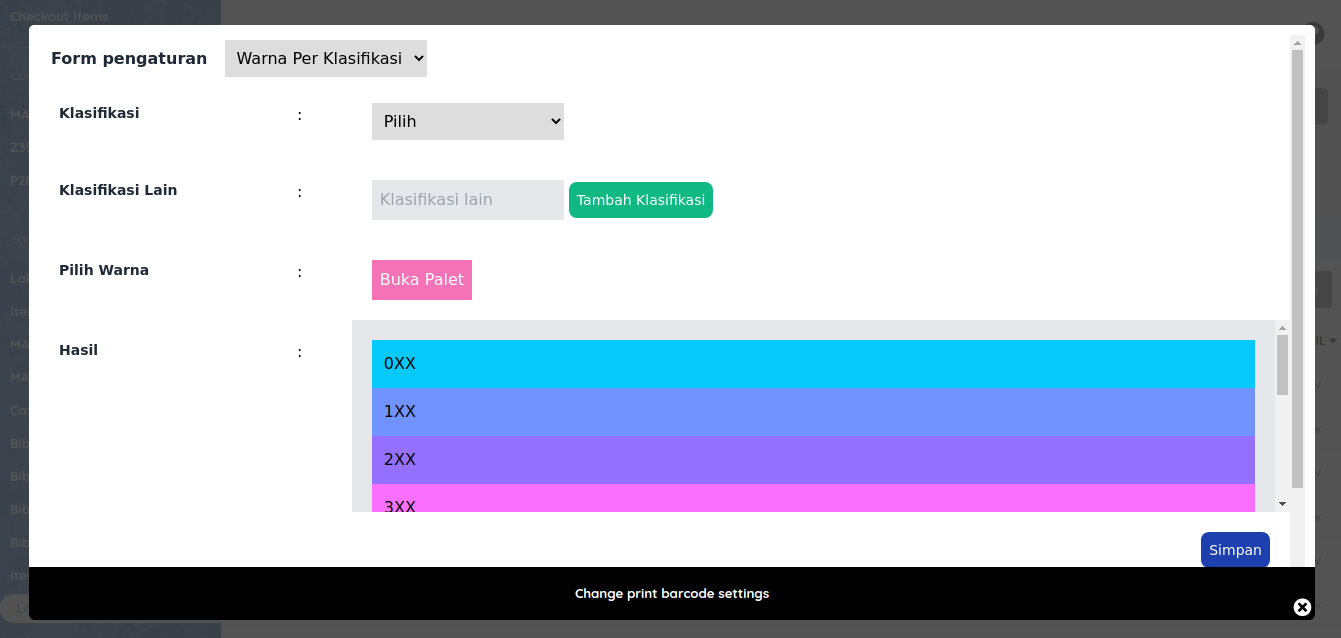 Checkout Items
Form pengaturan Warna Per Klasifikasi
Klasifikasi : Pilih
Klasifikasi Lain : Klasifikasi lain Tambah Klasifikasi
Pilih Warna : Buka Palet
Hasil : 0XX
1XX
2XX
3XX
Simpan
Change print barcode settings